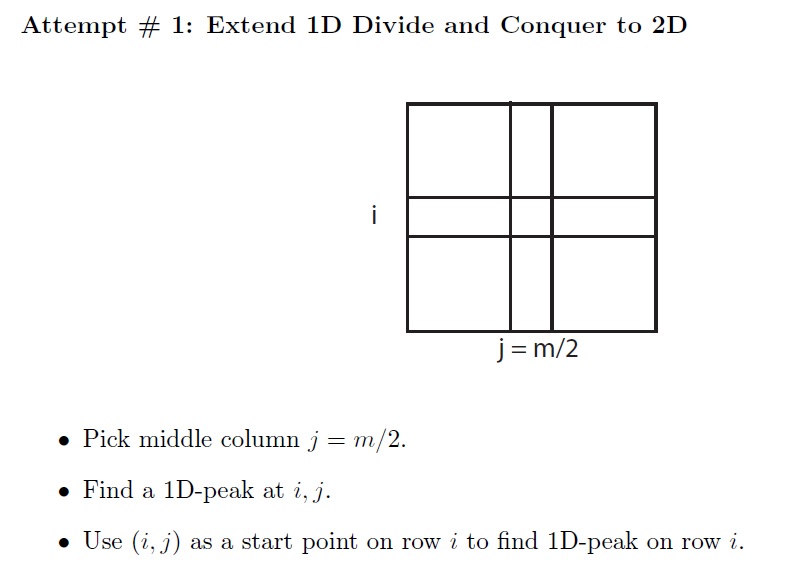 Attempt # 1: Extend 1D Divide and Conquer to 2D
i
j = m/2
• Pick middle column j = m/2.
• Find a 1D-peak at i, j.
• Use (i, j) as a start point on row i to find 1D-peak on row i.